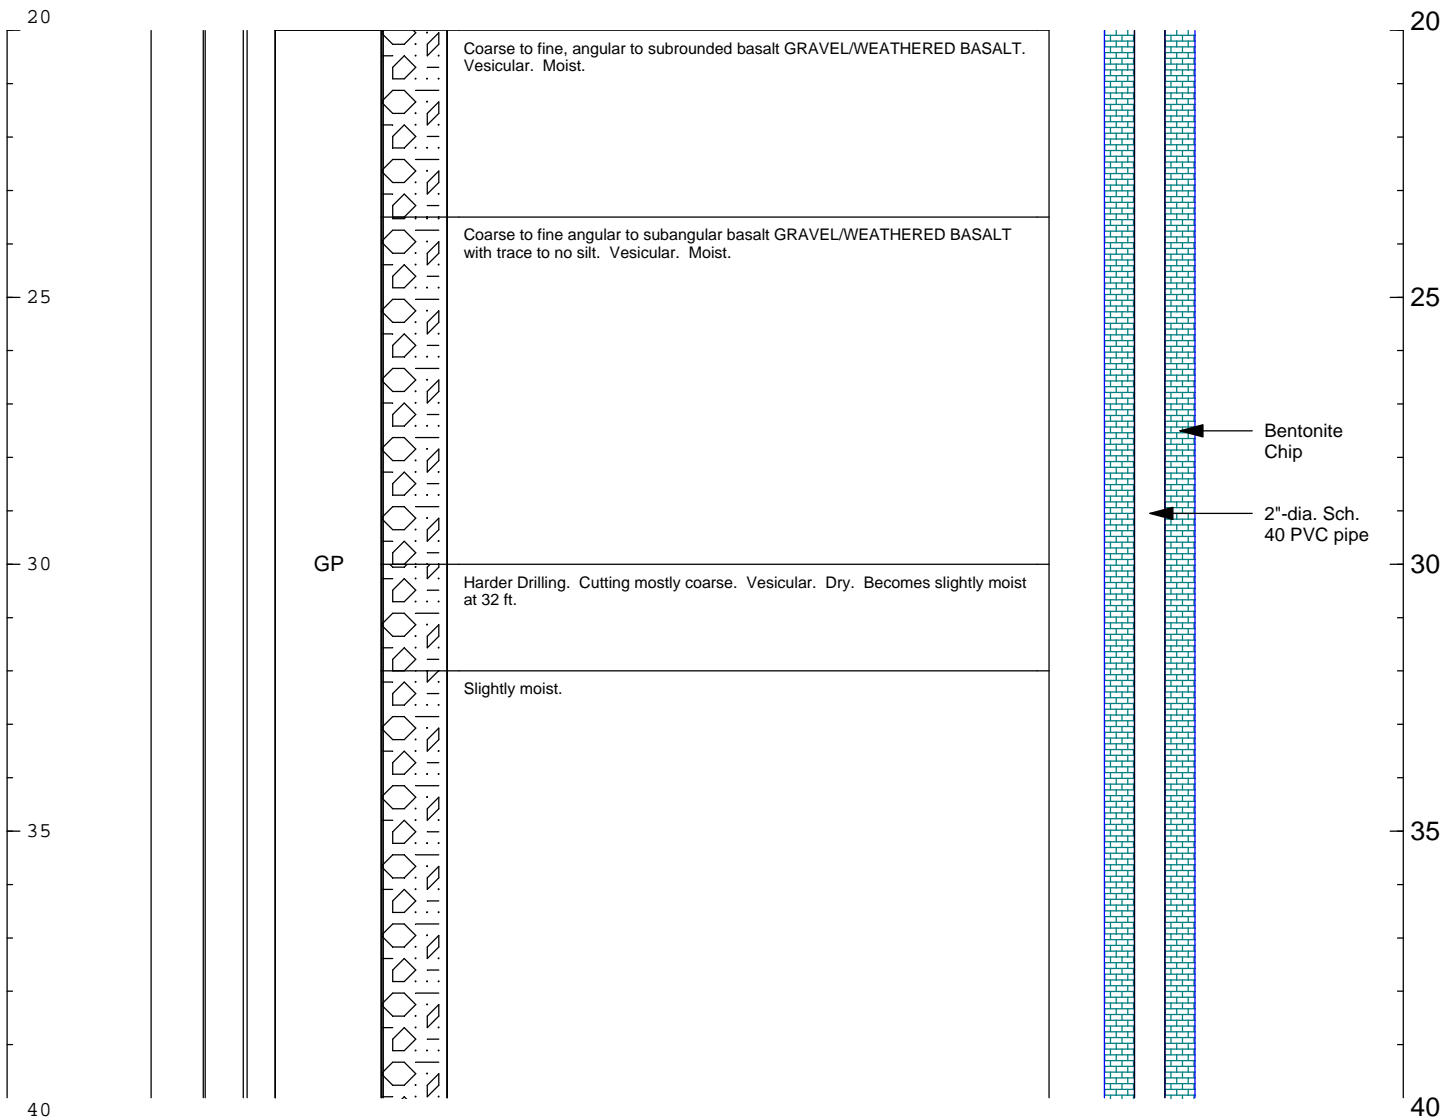 20
20
Coarse to fine, angular to subrounded basalt GRAVEL/WEATHERED BASALT.
Vesicular. Moist.
Coarse to fine angular to subangular basalt GRAVEL/WEATHERED BASALT
with trace to no silt. Vesicular. Moist.
25
25
Bentonite
Chip
2"-dia. Sch.
40 PVC pipe
30
GP
30
Harder Drilling. Cutting mostly coarse. Vesicular. Dry. Becomes slightly moist
at 32 ft.
Slightly moist.
35
35
40
40